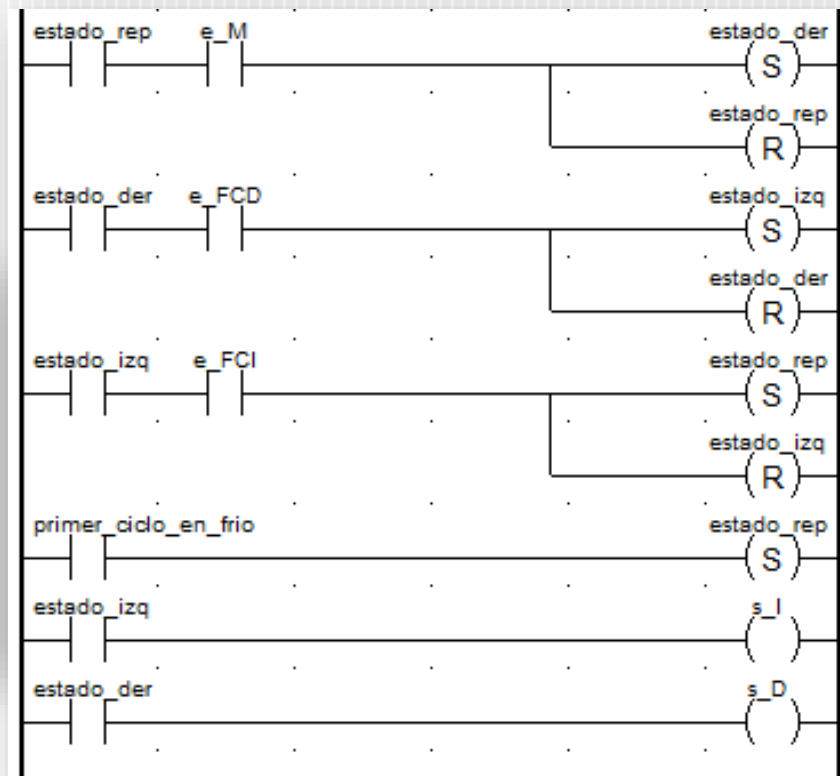 estado_rep e_M estado_der
S
estado_rep
R
estado_der e_FCD estado_izq
S
estado_der
R
estado_izq e_FCI estado_rep
S
estado_izq
R
primer_ciclo_en_frio estado_rep
S
estado_izq s_I
estado_der s_D